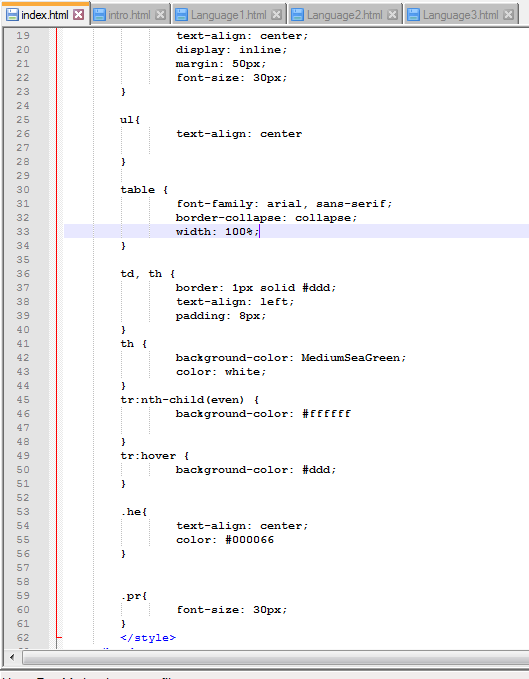 index.html intro.html Language1.html Language2.html Language3.html
19 text-align: center;
20 display: inline;
21 margin: 50px;
22 font-size: 30px;
23 }
24
25 ul{
26 text-align: center
27
28 }
29
30 table {
31 font-family: arial, sans-serif;
32 border-collapse: collapse;
33 width: 100%;
34 }
35
36 td, th {
37 border: 1px solid #ddd;
38 text-align: left;
39 padding: 8px;
40 }
41 th {
42 background-color: MediumSeaGreen;
43 color: white;
44 }
45 tr:nth-child(even) {
46 background-color: #ffffff
47
48 }
49 tr:hover {
50 background-color: #ddd;
51 }
52
53 .he{
54 text-align: center;
55 color: #000066
56 }
57
58
59 .pr{
60 font-size: 30px;
61 }
62 </style>